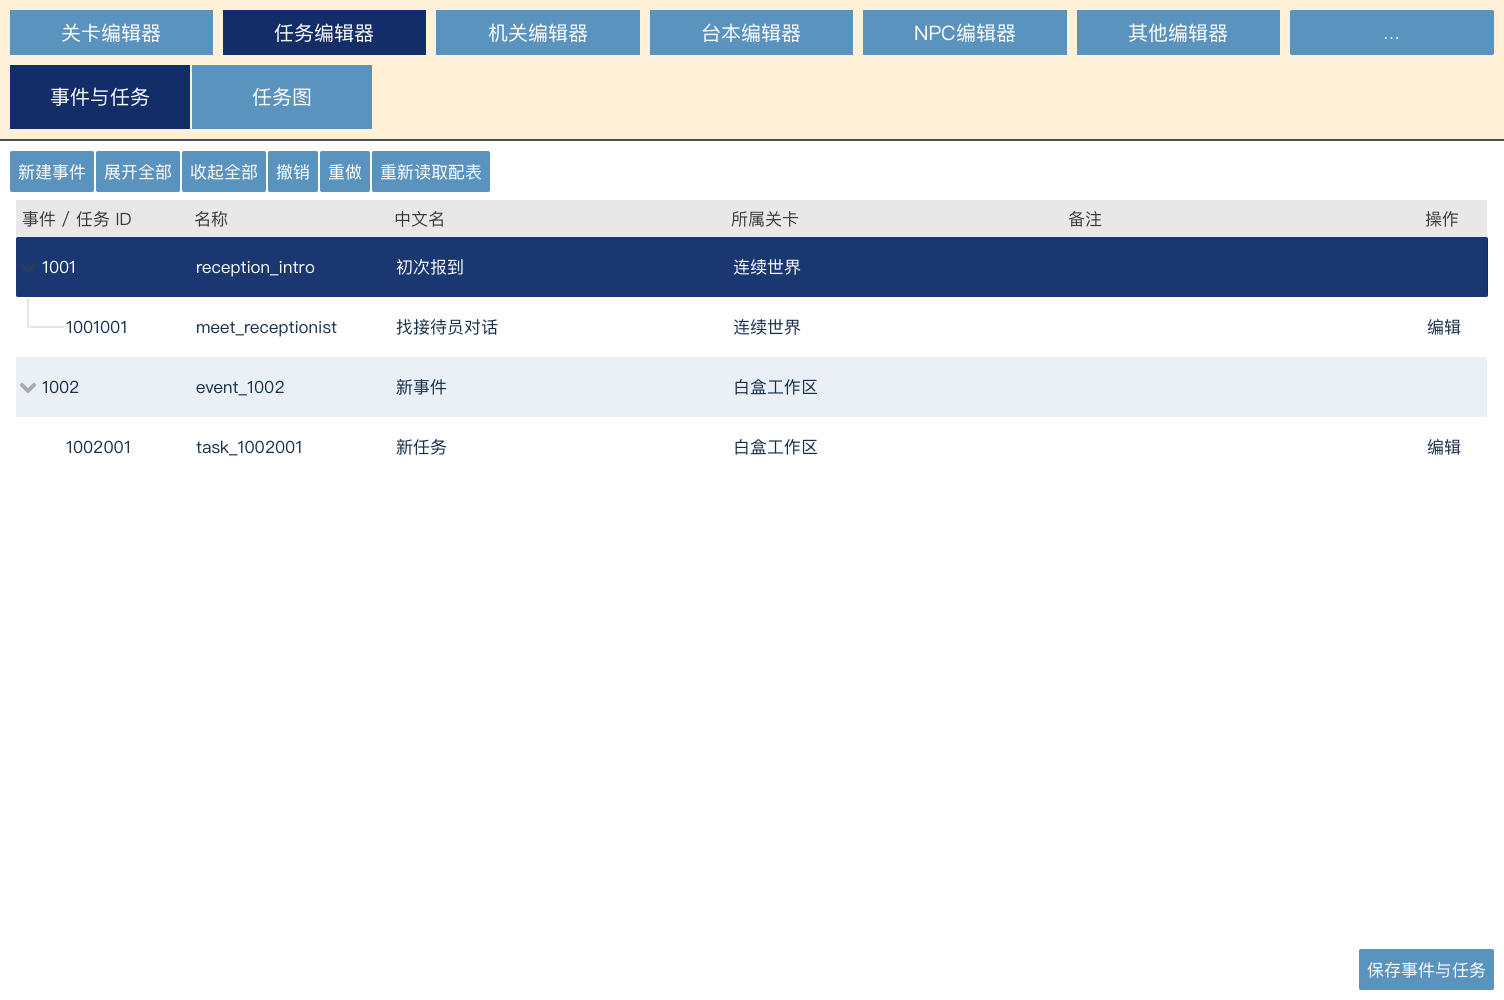 关卡编辑器 任务编辑器 机关编辑器 台本编辑器 NPC编辑器 其他编辑器 ...
事件与任务 任务图
新建事件 展开全部 收起全部 撤销 重做 重新读取配表
事件 / 任务 ID 名称 中文名 所属关卡 备注 操作
1001 reception_intro 初次报到 连续世界
1001001 meet_receptionist 找接待员对话 连续世界 编辑
1002 event_1002 新事件 白盒工作区
1002001 task_1002001 新任务 白盒工作区 编辑
保存事件与任务